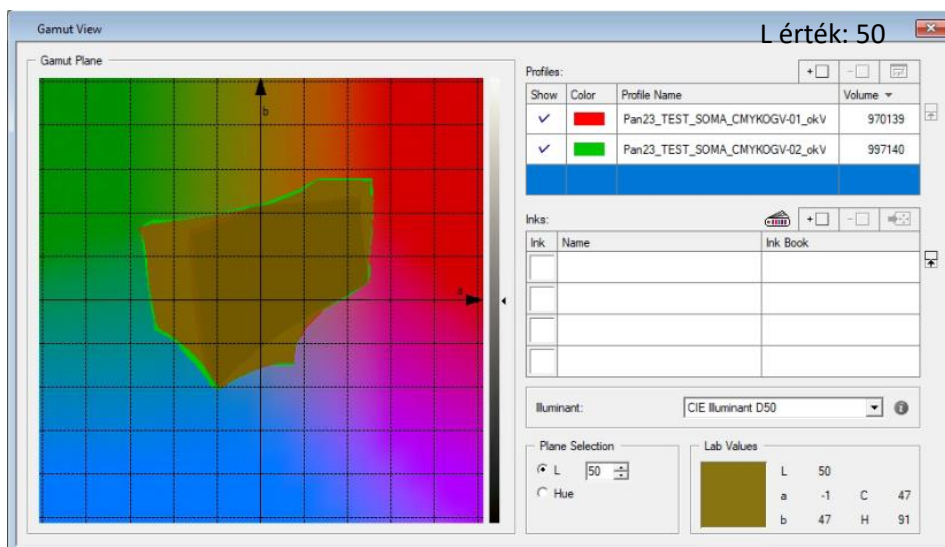 Gamut View
L érték: 50
Gamut Plane
b
a
Profiles:
Show Color Profile Name Volume
Pan23_TEST_SOMA_CMYKOGV-01_okV 970139
Pan23_TEST_SOMA_CMYKOGV-02_okV 997140
Inks:
Ink Name Ink Book
Illuminant: CIE Illuminant D50
Plane Selection
L 50
Hue
Lab Values
L 50
a -1 C 47
b 47 H 91